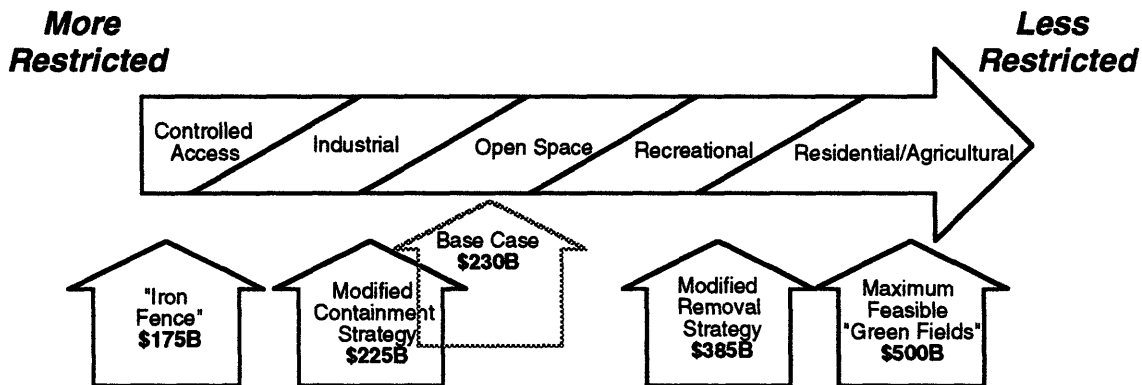 More
Restricted
Less
Restricted
Controlled
Access
Industrial
Open Space
Recreational
Residential/Agricultural
Base Case
$230B
"Iron
Fence"
$175B
Modified
Containment
Strategy
$225B
Modified
Removal
Strategy
$385B
Maximum
Feasible
"Green Fields"
$500B